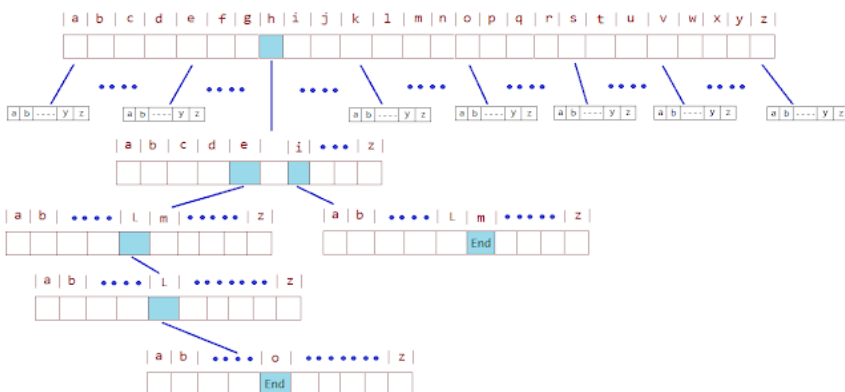 | a | b | c | d | e | f | g | h | i | j | k | l | m | n | o | p | q | r | s | t | u | v | w | x | y | z |
a b ---- y z a b ---- y z a b ---- y z a b ---- y z a b ---- y z a b ---- y z a b ---- y z
| a | b | c | d | e | i | •••| z |
| a | b | •••• | L | m | ••••• | z | | a | b | •••• | L | m | ••••• | z |
End
| a | b | •••• | L | ••••••• | z |
| a | b | •••• | o | ••••••• | z |
End